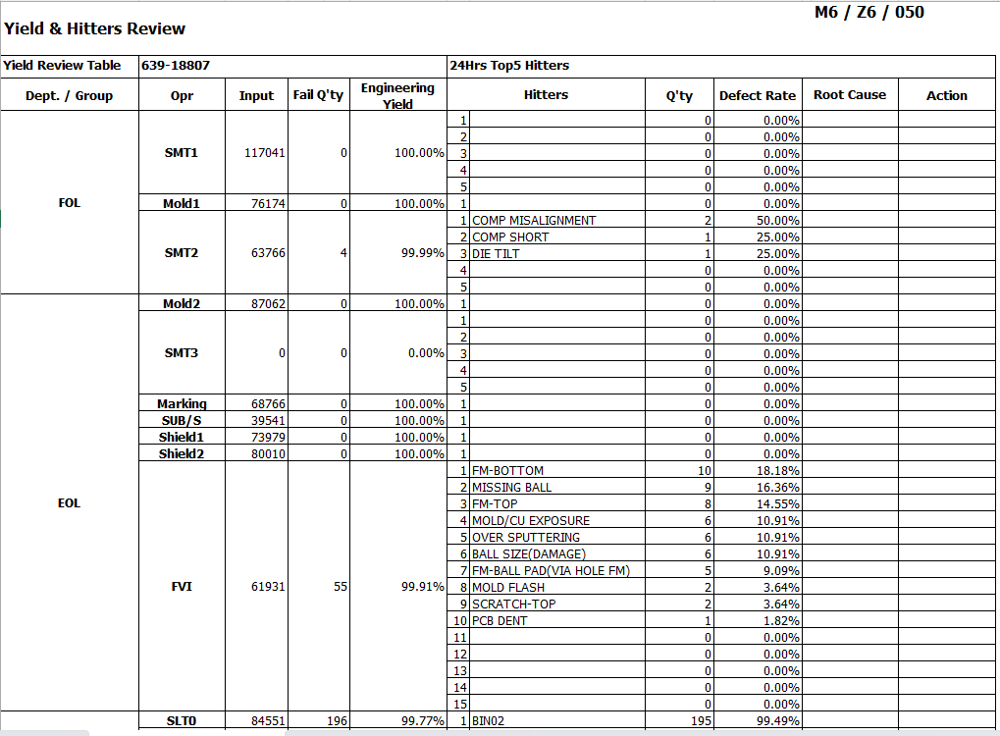 M6 / Z6 / 050
Yield & Hitters Review
Yield Review Table 639-18807 24Hrs Top5 Hitters
Dept. / Group Opr Input Fail Q'ty Engineering Yield Hitters Q'ty Defect Rate Root Cause Action
FOL SMT1 117041 0 100.00% 1 0 0.00%
2 0 0.00%
3 0 0.00%
4 0 0.00%
5 0 0.00%
Mold1 76174 0 100.00% 1 0 0.00%
SMT2 63766 4 99.99% 1 COMP MISALIGNMENT 2 50.00%
2 COMP SHORT 1 25.00%
3 DIE TILT 1 25.00%
4 0 0.00%
5 0 0.00%
EOL Mold2 87062 0 100.00% 1 0 0.00%
SMT3 0 0 0.00% 1 0 0.00%
2 0 0.00%
3 0 0.00%
4 0 0.00%
5 0 0.00%
Marking 68766 0 100.00% 1 0 0.00%
SUB/S 39541 0 100.00% 1 0 0.00%
Shield1 73979 0 100.00% 1 0 0.00%
Shield2 80010 0 100.00% 1 0 0.00%
FVI 61931 55 99.91% 1 FM-BOTTOM 10 18.18%
2 MISSING BALL 9 16.36%
3 FM-TOP 8 14.55%
4 MOLD/CU EXPOSURE 6 10.91%
5 OVER SPUTTERING 6 10.91%
6 BALL SIZE(DAMAGE) 6 10.91%
7 FM-BALL PAD(VIA HOLE FM) 5 9.09%
8 MOLD FLASH 2 3.64%
9 SCRATCH-TOP 2 3.64%
10 PCB DENT 1 1.82%
11 0 0.00%
12 0 0.00%
13 0 0.00%
14 0 0.00%
15 0 0.00%
SLT0 84551 196 99.77% 1 BIN02 195 99.49%